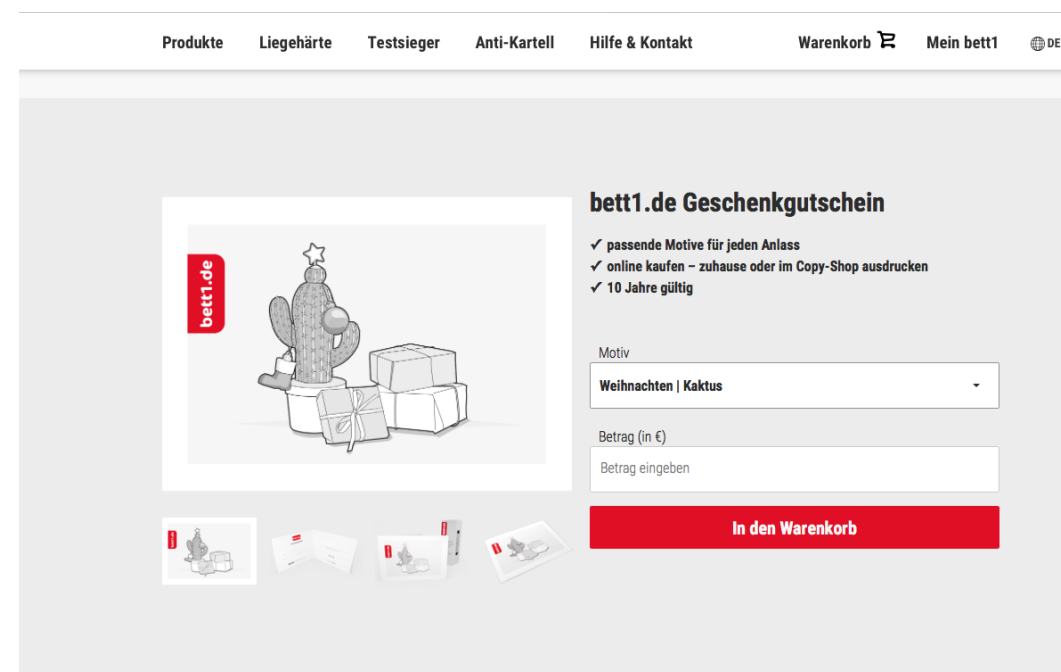 Produkte Liegehärte Testsieger Anti-Kartell Hilfe & Kontakt Warenkorb Mein bett1 DE
bett1.de
bett1.de Geschenkgutschein
✓ passende Motive für jeden Anlass
✓ online kaufen – zuhause oder im Copy-Shop ausdrucken
✓ 10 Jahre gültig
Motiv
Weihnachten | Kaktus
Betrag (in €)
Betrag eingeben
In den Warenkorb
bett1.de